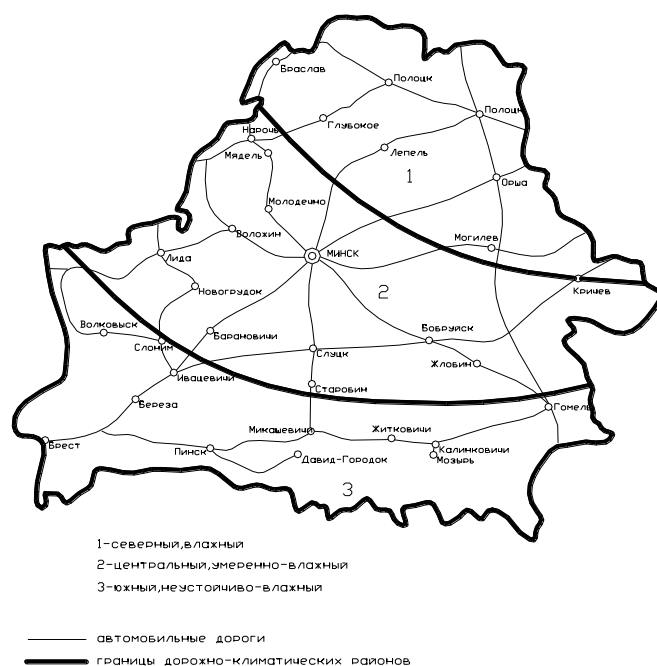 Браслав
Полоцк
Полоцк
Глубокое
Нарочь
Мядель
Лепель
1
Орша
Молодечно
Воложин
Могилев
МИНСК
Лида
Кричев
Новогрудок
2
Волковыск
Барановичи
Бобруйск
Слоним
Слуцк
Жлобин
Ивацевичи
Старобин
Береза
Гомель
Микашевичи
Житковичи
Брест
Пинск
Калинковичи
Давид-Городок
Мозырь
3
1-северный,влажный
2-центральный,умеренно-влажный
3-южный,неустойчиво-влажный
автомобильные дороги
границы дорожно-климатических районов